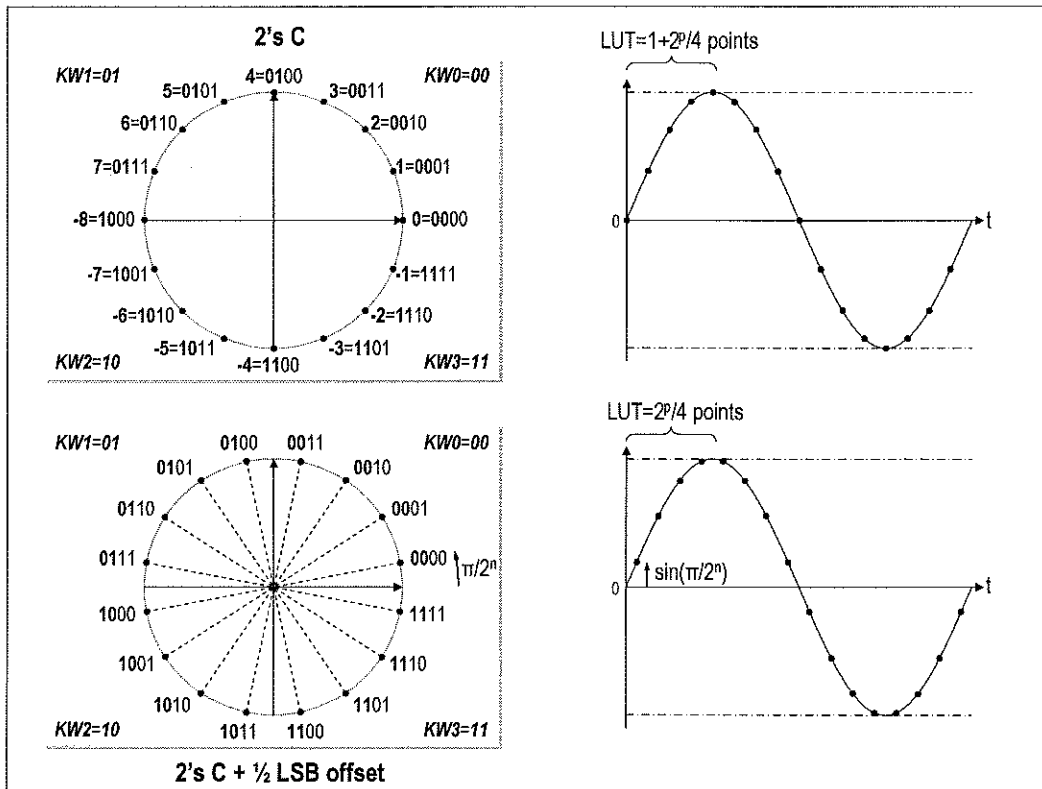 2's C
KW1=01
KW0=00
4=0100
5=0101
3=0011
6=0110
2=0010
7=0111
1=0001
-8=1000
0=0000
-7=1001
-1=1111
-6=1010
-2=1110
-5=1011
-3=1101
-4=1100
KW2=10
KW3=11
LUT=1+2ᵖ/4 points
0
t
KW1=01
KW0=00
0100
0011
0101
0010
0110
0001
0111
0000
π/2ⁿ
1000
1111
1001
1110
1010
1101
1011
1100
KW2=10
KW3=11
2's C + ½ LSB offset
LUT=2ᵖ/4 points
sin(π/2ⁿ)
0
t